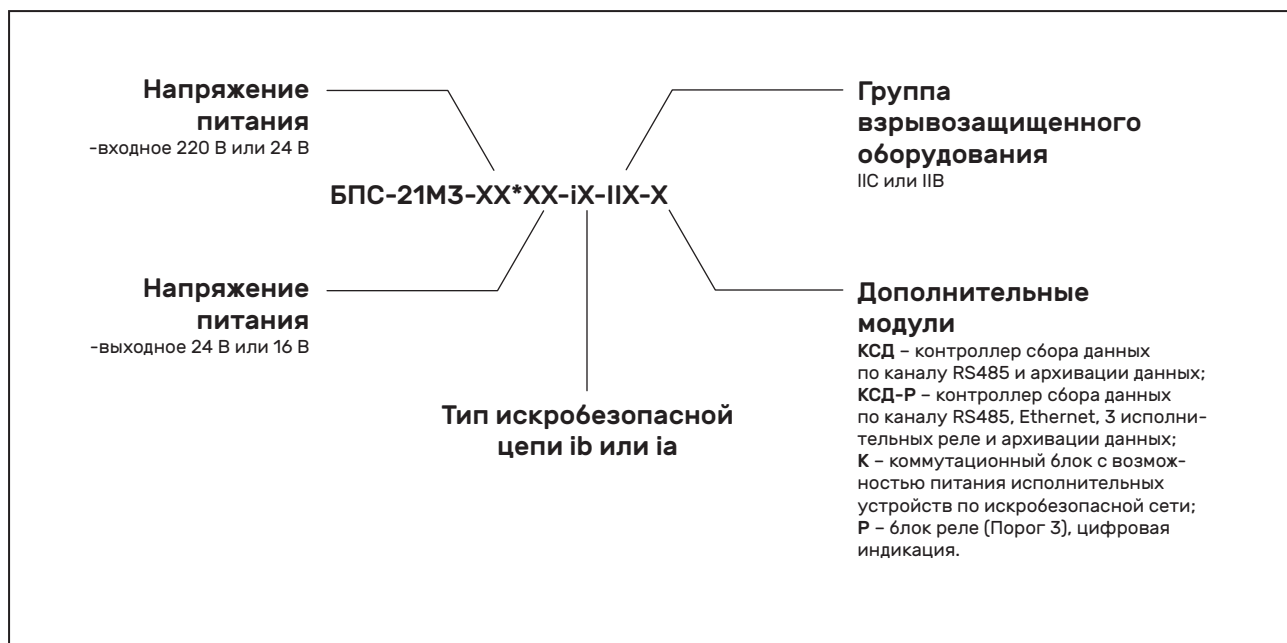 Напряжение
питания
-входное 220 В или 24 В
Группа
взрывозащищенного
оборудования
IIC или IIB
БПС-21М3-ХХ*ХХ-iX-IIX-X
Напряжение
питания
-выходное 24 В или 16 В
Тип искробезопасной
цепи ib или ia
Дополнительные
модули
КСД – контроллер сбора данных
по каналу RS485 и архивации данных;
КСД-Р – контроллер сбора данных
по каналу RS485, Ethernet, 3 исполни-
тельных реле и архивации данных;
К – коммутационный блок с возмож-
ностью питания исполнительных
устройств по искробезопасной сети;
Р – блок реле (Порог 3), цифровая
индикация.